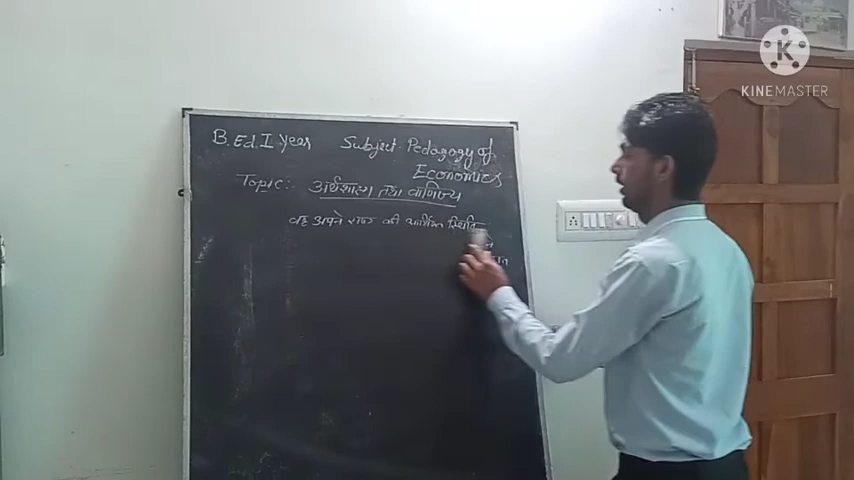 B.Ed I year Subject- Pedagogy of
Economics
Topic:- अर्थशास्त्र तथा वाणिज्य
वह अपने राष्ट्र की आर्थिक स्थिति
KINEMASTER